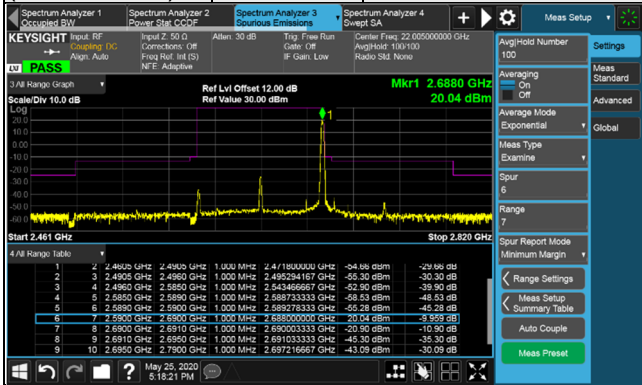 Spectrum Analyzer 1
Occupied BW
Spectrum Analyzer 2
Power Stat CCDF
Spectrum Analyzer 3
Spurious Emissions
Spectrum Analyzer 4
Swept SA
Meas Setup
KEYSIGHT
Input: RF
Coupling: DC
Align: Auto
Input Z: 50 Ω
Corrections: Off
Freq Ref: Int (S)
NFE: Adaptive
Atten: 30 dB
Trig: Free Run
Gate: Off
IF Gain: Low
Center Freq: 22.005000000 GHz
Avg|Hold: 100/100
Radio Std: None
PASS
3 All Range Graph
Scale/Div 10.0 dB
Ref Lvl Offset 12.00 dB
Ref Value 30.00 dBm
Mkr1 2.6880 GHz
20.04 dBm
Log
20.0
10.0
0.00
-10.0
-20.0
-30.0
-40.0
-50.0
-60.0
1
Start 2.461 GHz
Stop 2.820 GHz
4 All Range Table
1 2 2.4605 GHz 2.4905 GHz 1.000 MHz 2.471800000 GHz -54.66 dBm -29.66 dB
2 3 2.4905 GHz 2.4960 GHz 1.000 MHz 2.495294167 GHz -55.30 dBm -30.30 dB
3 4 2.4960 GHz 2.5850 GHz 1.000 MHz 2.543466667 GHz -52.90 dBm -39.90 dB
4 5 2.5850 GHz 2.5890 GHz 1.000 MHz 2.588733333 GHz -58.53 dBm -48.53 dB
5 6 2.5890 GHz 2.5900 GHz 1.000 MHz 2.589278333 GHz -55.28 dBm -45.28 dB
6 7 2.5900 GHz 2.6900 GHz 1.000 MHz 2.688000000 GHz 20.04 dBm -9.959 dB
7 8 2.6900 GHz 2.6910 GHz 1.000 MHz 2.690003333 GHz -20.90 dBm -10.90 dB
8 9 2.6910 GHz 2.6950 GHz 1.000 MHz 2.691033333 GHz -45.30 dBm -35.30 dB
9 10 2.6950 GHz 2.7900 GHz 1.000 MHz 2.697216667 GHz -43.09 dBm -30.09 dB
May 25, 2020
5:18:21 PM
Avg|Hold Number
100
Averaging
On
Off
Average Mode
Exponential
Meas Type
Examine
Spur
6
Range
7
Spur Report Mode
Minimum Margin
Range Settings
Meas Setup
Summary Table
Auto Couple
Meas Preset
Settings
Meas
Standard
Advanced
Global